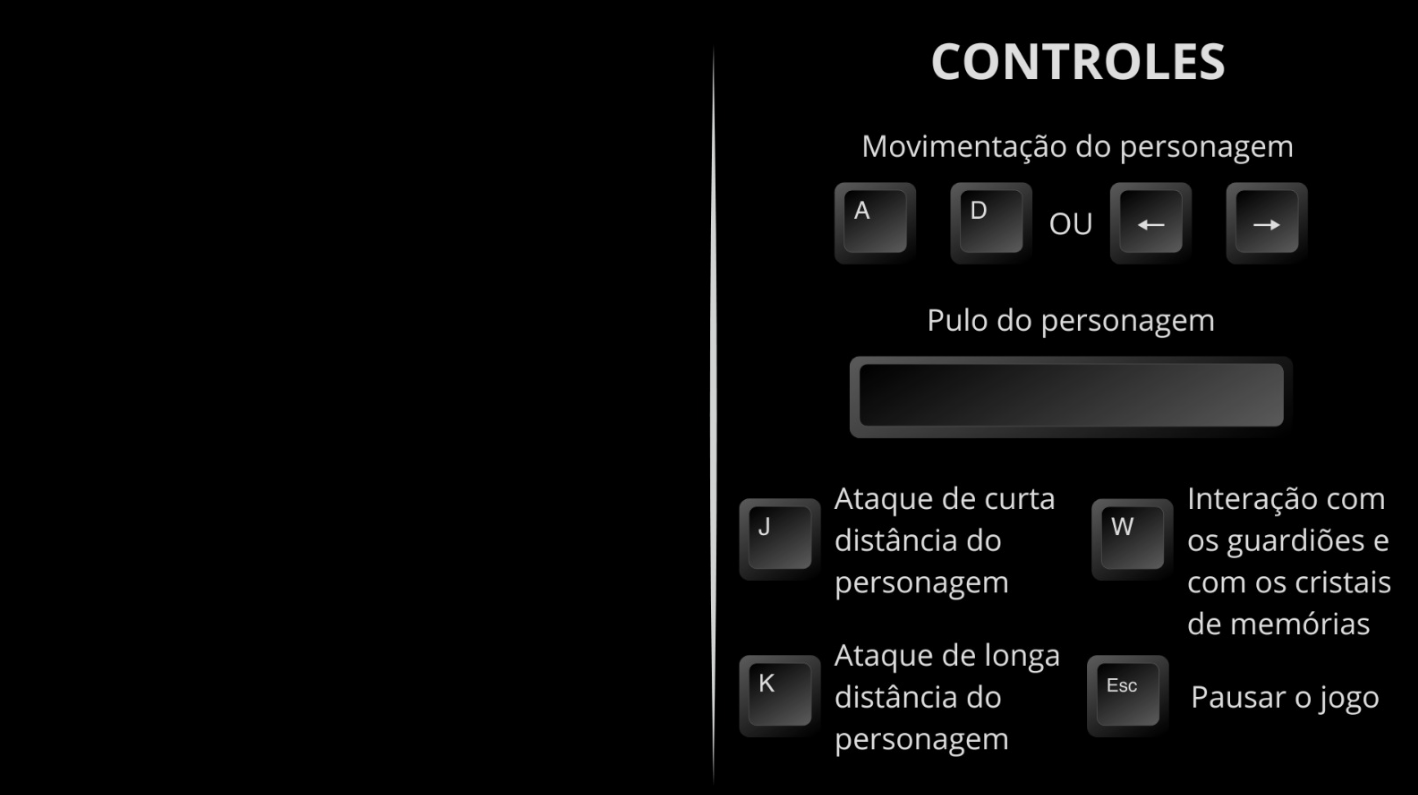 CONTROLES
Movimentação do personagem
A D OU ← →
Pulo do personagem
J
Ataque de curta
distância do
personagem
W
Interação com
os guardiões e
com os cristais
de memórias
K
Ataque de longa
distância do
personagem
Esc
Pausar o jogo